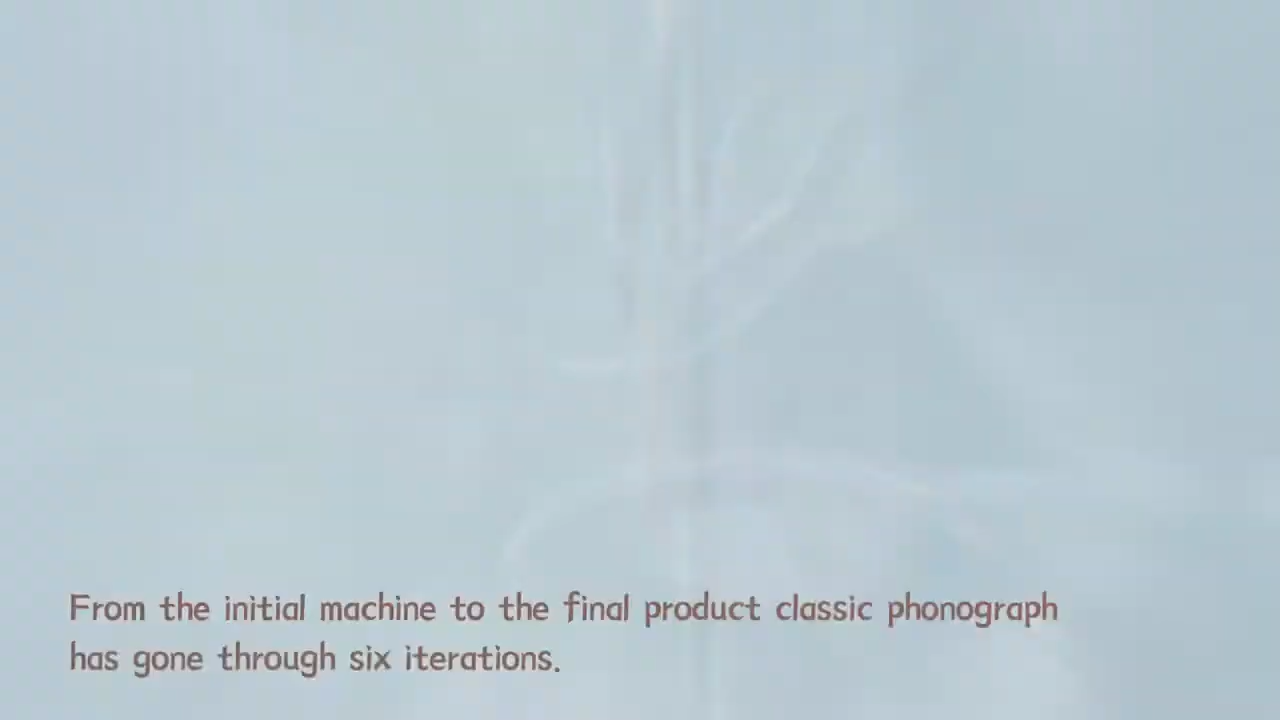 From the initial machine to the final product classic phonograph
has gone through six iterations.